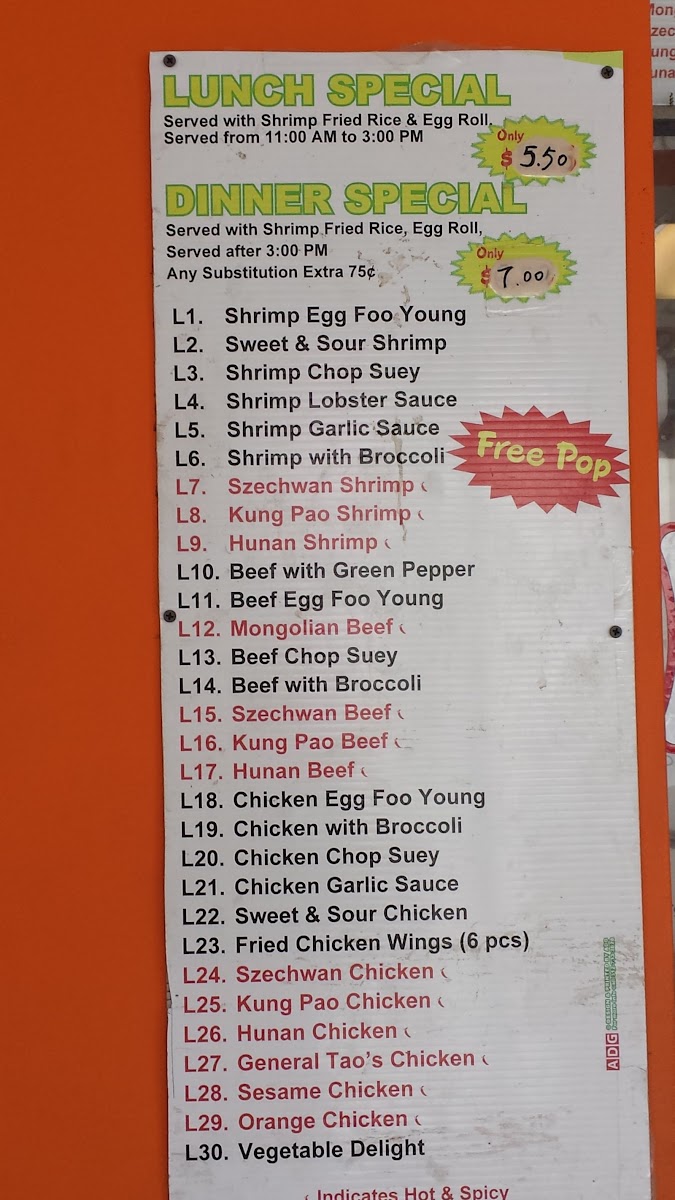 LUNCH SPECIAL
Served with Shrimp Fried Rice & Egg Roll,
Served from 11:00 AM to 3:00 PM
Only
$ 5.50
DINNER SPECIAL
Served with Shrimp Fried Rice, Egg Roll,
Served after 3:00 PM
Any Substitution Extra 75¢
Only
$ 7.00
L1. Shrimp Egg Foo Young
L2. Sweet & Sour Shrimp
L3. Shrimp Chop Suey
L4. Shrimp Lobster Sauce
L5. Shrimp Garlic Sauce
L6. Shrimp with Broccoli
Free Pop
L7. Szechwan Shrimp
L8. Kung Pao Shrimp
L9. Hunan Shrimp
L10. Beef with Green Pepper
L11. Beef Egg Foo Young
L12. Mongolian Beef
L13. Beef Chop Suey
L14. Beef with Broccoli
L15. Szechwan Beef
L16. Kung Pao Beef
L17. Hunan Beef
L18. Chicken Egg Foo Young
L19. Chicken with Broccoli
L20. Chicken Chop Suey
L21. Chicken Garlic Sauce
L22. Sweet & Sour Chicken
L23. Fried Chicken Wings (6 pcs)
L24. Szechwan Chicken
L25. Kung Pao Chicken
L26. Hunan Chicken
L27. General Tao's Chicken
L28. Sesame Chicken
L29. Orange Chicken
L30. Vegetable Delight
Indicates Hot & Spicy
ADG